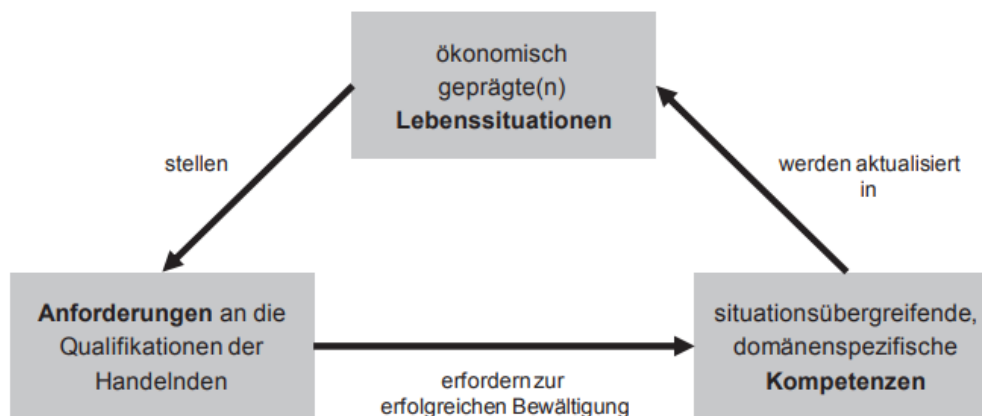 ökonomisch
geprägte(n)
Lebenssituationen
stellen
werden aktualisiert
in
Anforderungen an die
Qualifikationen der
Handelnden
erfordern zur
erfolgreichen Bewältigung
situationsübergreifende,
domänenspezifische
Kompetenzen